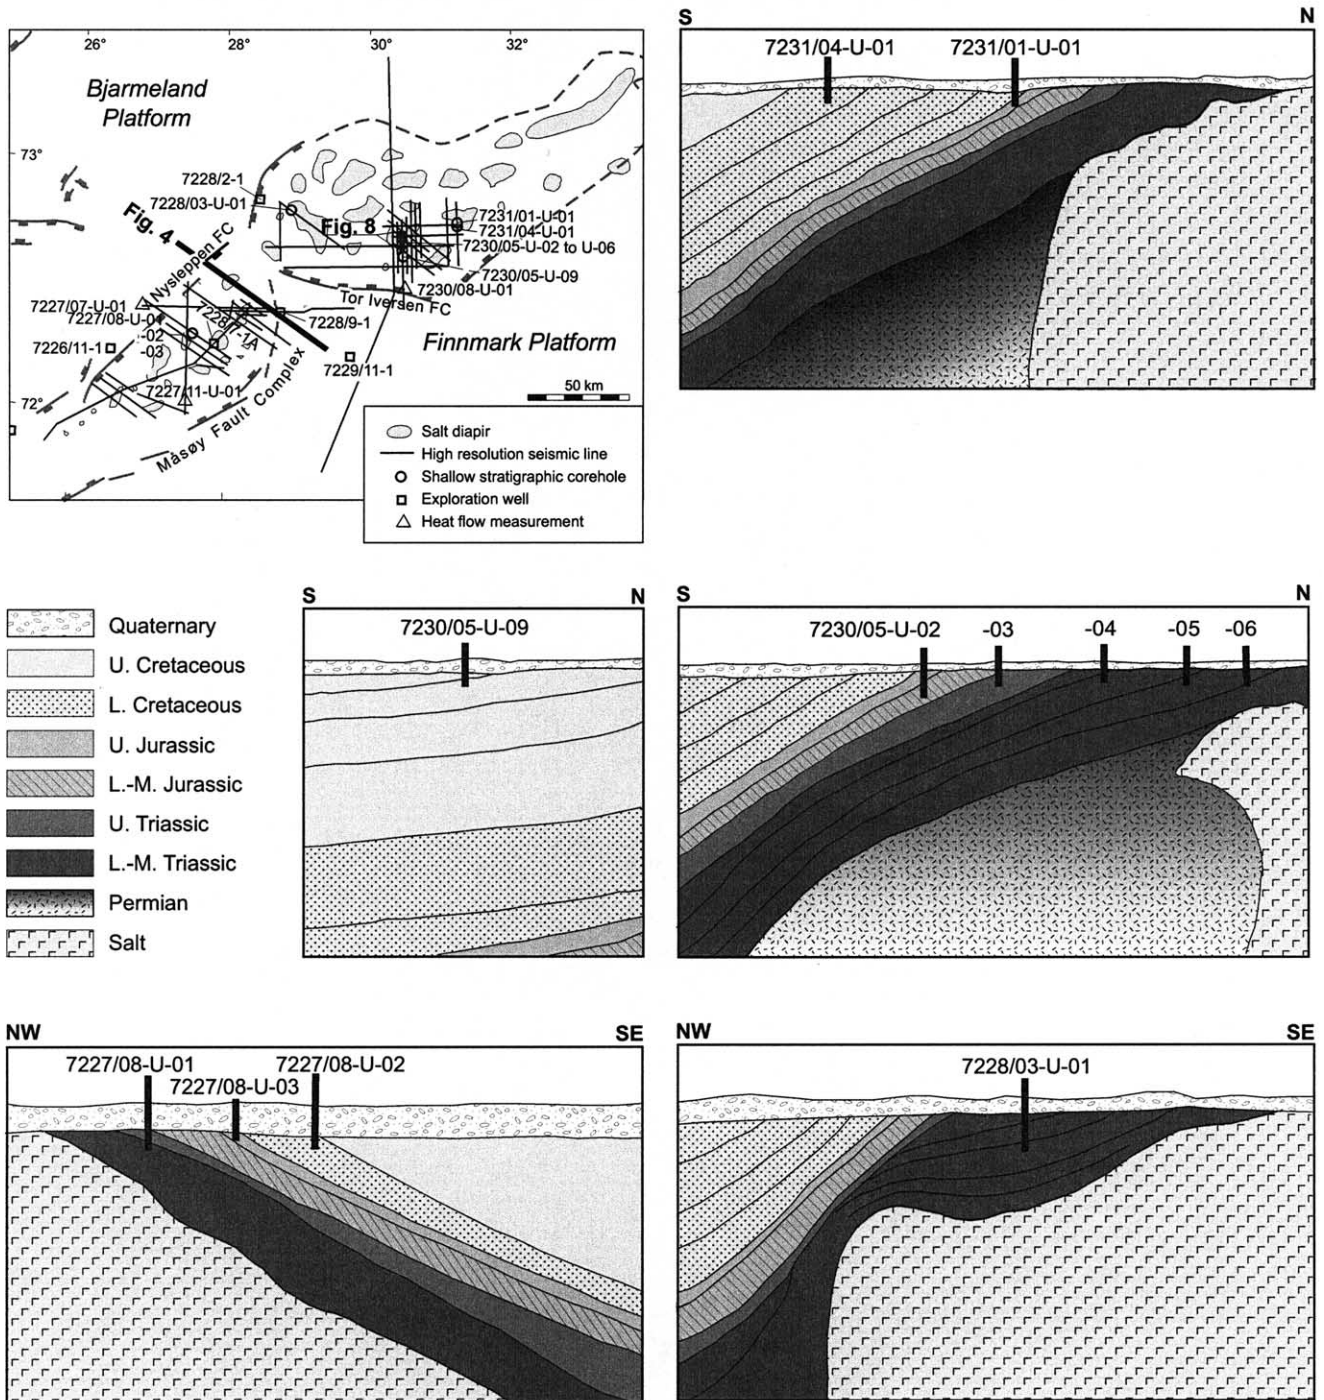 26° 28° 30° 32°
Bjarmeland
Platform
73°
7228/2-1
7228/03-U-01
Fig. 4
Nysleppen FC
Fig. 8
7231/01-U-01
7231/04-U-01
7230/05-U-02 to U-06
7230/05-U-09
7230/08-U-01
Tor Iversen FC
7227/07-U-01
7227/08-U-01
-02
-03
7228/7-1A
7228/9-1
7226/11-1
Finnmark Platform
7229/11-1
7227/11-U-01
72°
Måsøy Fault Complex
50 km
Salt diapir
High resolution seismic line
Shallow stratigraphic corehole
Exploration well
Heat flow measurement
28
S N
7231/04-U-01 7231/01-U-01
Quaternary
U. Cretaceous
L. Cretaceous
U. Jurassic
L.-M. Jurassic
U. Triassic
L.-M. Triassic
Permian
Salt
S N
7230/05-U-09
S N
7230/05-U-02 -03 -04 -05 -06
NW SE
7227/08-U-01 7227/08-U-02
7227/08-U-03
NW SE
7228/03-U-01